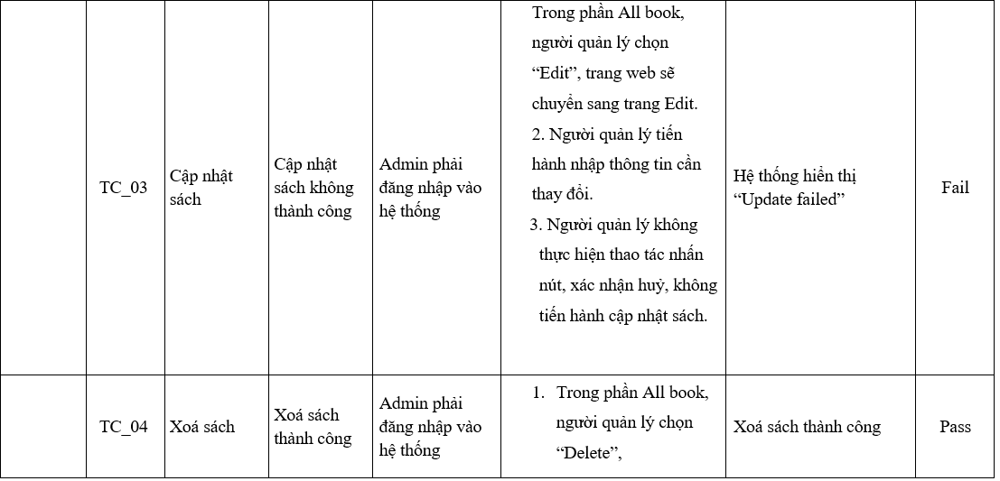 TC_03
Cập nhật
sách
Cập nhật
sách không
thành công
Admin phải
đăng nhập vào
hệ thống
Trong phần All book,
người quản lý chọn
“Edit”, trang web sẽ
chuyển sang trang Edit.
2. Người quản lý tiến
hành nhập thông tin cần
thay đổi.
3. Người quản lý không
thực hiện thao tác nhấn
nút, xác nhận huỷ, không
tiến hành cập nhật sách.
Hệ thống hiển thị
“Update failed”
Fail
TC_04
Xoá sách
Xoá sách
thành công
Admin phải
đăng nhập vào
hệ thống
1. Trong phần All book,
người quản lý chọn
“Delete”,
Xoá sách thành công
Pass